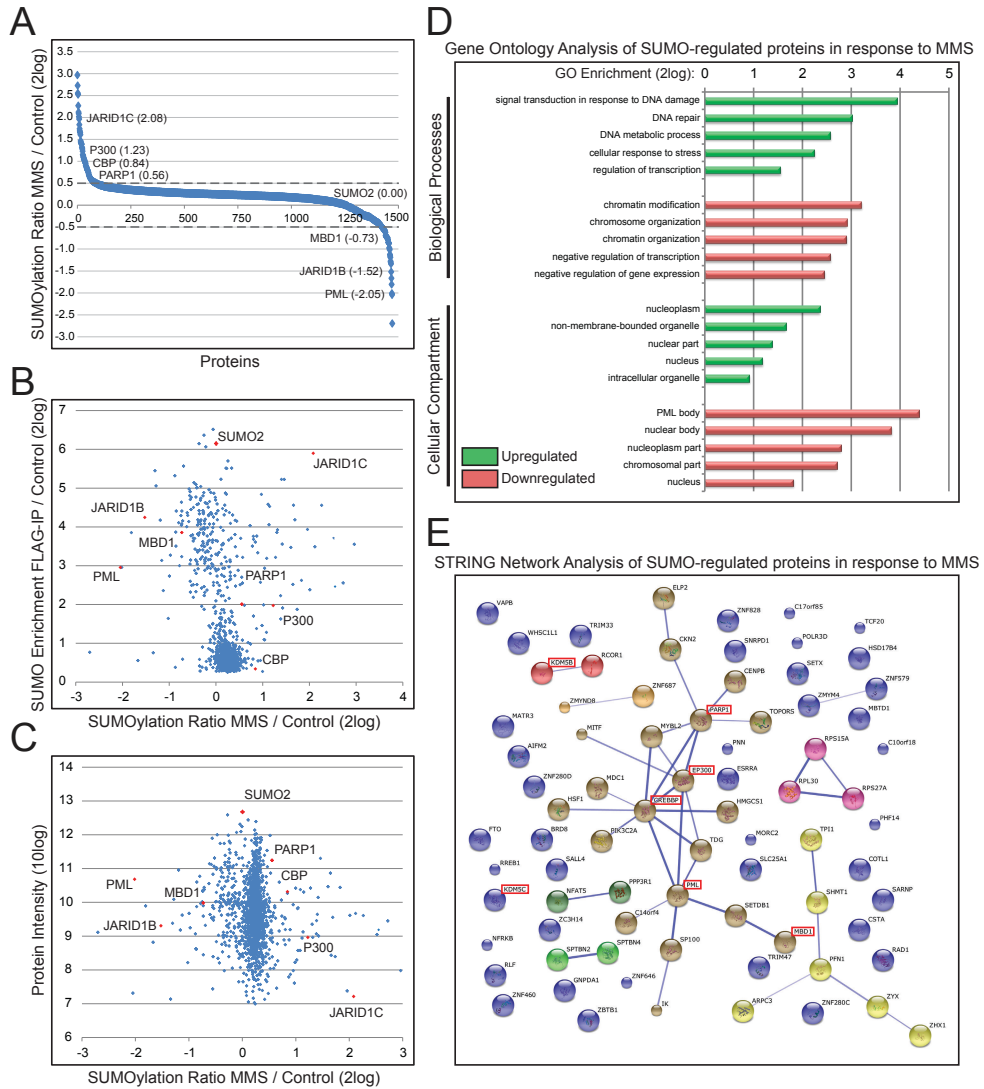 A
SUMOylation Ratio MMS / Control (2log)
3.5
3.0
2.5
2.0
1.5
1.0
0.5
0.0
-0.5
-1.0
-1.5
-2.0
-2.5
-3.0
JARID1C (2.08)
P300 (1.23)
CBP (0.84)
PARP1 (0.56)
SUMO2 (0.00)
0 250 500 750 1000 1250 1500
MBD1 (-0.73)
JARID1B (-1.52)
PML (-2.05)
Proteins
B
SUMO Enrichment FLAG-IP / Control (2log)
7
6
5
4
3
2
1
0
SUMO2
JARID1C
JARID1B
MBD1
PML
PARP1
P300
CBP
-3 -2 -1 0 1 2 3 4
SUMOylation Ratio MMS / Control (2log)
C
Protein Intensity (10log)
14
13
12
11
10
9
8
7
6
SUMO2
PARP1
PML
CBP
MBD1
JARID1B
P300
JARID1C
-3 -2 -1 0 1 2 3
SUMOylation Ratio MMS / Control (2log)
D
Gene Ontology Analysis of SUMO-regulated proteins in response to MMS
GO Enrichment (2log): 0 1 2 3 4 5
Biological Processes
signal transduction in response to DNA damage
DNA repair
DNA metabolic process
cellular response to stress
regulation of transcription
chromatin modification
chromosome organization
chromatin organization
negative regulation of transcription
negative regulation of gene expression
Cellular Compartment
nucleoplasm
non-membrane-bounded organelle
nuclear part
nucleus
intracellular organelle
PML body
nuclear body
nucleoplasm part
chromosomal part
nucleus
Upregulated
Downregulated
E
STRING Network Analysis of SUMO-regulated proteins in response to MMS
ELP2
VAPB
ZNF828
C17orf85
TCF20
TRIM33
WHSC1L1
CKN2
SNRPD1
POLR3D
HSD17B4
KDM5B
RCOR1
CENPB
SETX
ZNF579
ZNF687
ZMYND8
ZMYM4
MBTD1
PARP1
TOPORS
MATR3
MITF
MYBL2
PNN
RPS15A
C10orf18
AIFM2
EP300
ESRRA
ZNF280D
MDC1
RPL30
RPS27A
HSF1
CREBBP
HMGCS1
PHF14
FTO
BRD8
PIK3C2A
TDG
MORC2
TPI1
RREB1
SALL4
SLC25A1
COTL1
KDM5C
NFAT5
PPP3R1
PML
SHMT1
SARNP
C14orf4
SETDB1
CSTA
ZC3H14
MBD1
NFRKB
SPTBN2
SPTBN4
SP100
TRIM47
PFN1
RAD1
RLF
GNPDA1
ZNF646
IK
ARPC3
ZNF280C
ZYX
ZNF460
ZBTB1
ZHX1